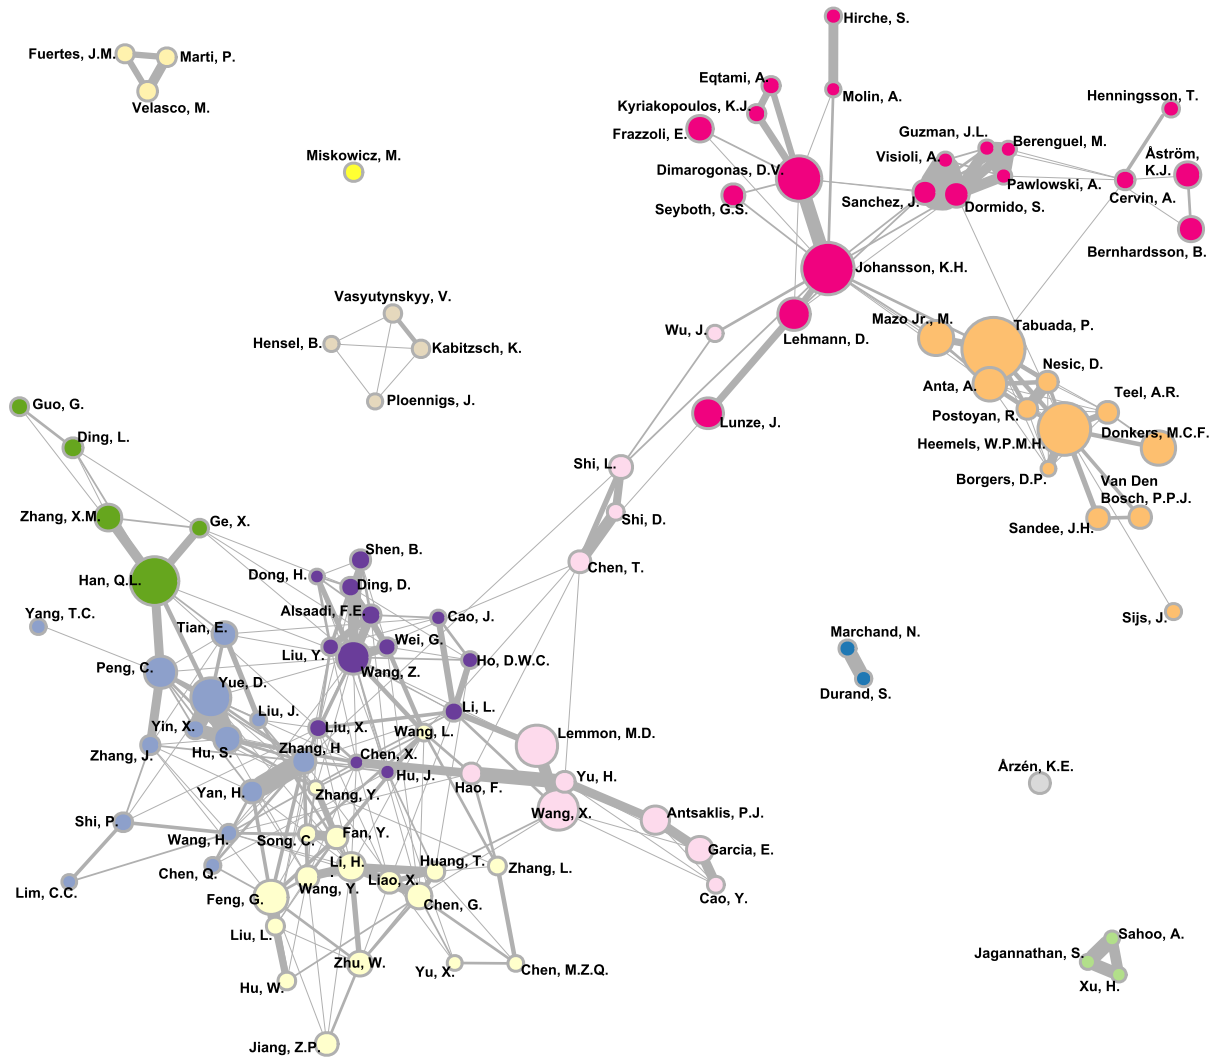 Hirche, S.
Fuertes, J.M.
Marti, P.
Velasco, M.
Eqtami, A.
Molin, A.
Henningsson, T.
Kyriakopoulos, K.J.
Frazzoli, E.
Guzman, J.L.
Berenguel, M.
Miskowicz, M.
Visioli, A.
Åström,
K.J.
Dimarogonas, D.V.
Pawlowski, A.
Cervin, A.
Seyboth, G.S.
Sanchez, J.
Dormido, S.
Bernhardsson, B.
Johansson, K.H.
Vasyutynskyy, V.
Wu, J.
Lehmann, D.
Mazo Jr., M.
Tabuada, P.
Hensel, B.
Kabitzsch, K.
Nesic, D.
Anta, A.
Teel, A.R.
Ploennigs, J.
Guo, G.
Lunze, J.
Postoyan, R.
Donkers, M.C.F.
Ding, L.
Heemels, W.P.M.H.
Shi, L.
Borgers, D.P.
Van Den
Bosch, P.P.J.
Zhang, X.M.
Ge, X.
Shi, D.
Sandee, J.H.
Shen, B.
Dong, H.
Ding, D.
Chen, T.
Han, Q.L.
Yang, T.C.
Alsaadi, F.E.
Cao, J.
Sijs, J.
Tian, E.
Wei, G.
Marchand, N.
Liu, Y.
Ho, D.W.C.
Peng, C.
Wang, Z.
Yue, D.
Durand, S.
Liu, J.
Li, L.
Yin, X.
Liu, X.
Wang, L.
Lemmon, M.D.
Zhang, J.
Hu, S.
Zhang, H
Chen, X.
Årzén, K.E.
Hu, J.
Hao, F.
Yu, H.
Yan, H.
Zhang, Y.
Wang, X.
Antsaklis, P.J.
Shi, P.
Wang, H.
Song. C.
Fan, Y.
Garcia, E.
Chen, Q.
Li, H.
Huang, T.
Zhang, L.
Lim, C.C.
Wang, Y.
Liao, X.
Cao, Y.
Feng, G.
Chen, G.
Liu, L.
Sahoo, A.
Jagannathan, S.
Zhu, W.
Yu, X.
Chen, M.Z.Q.
Hu, W.
Xu, H.
Jiang, Z.P.